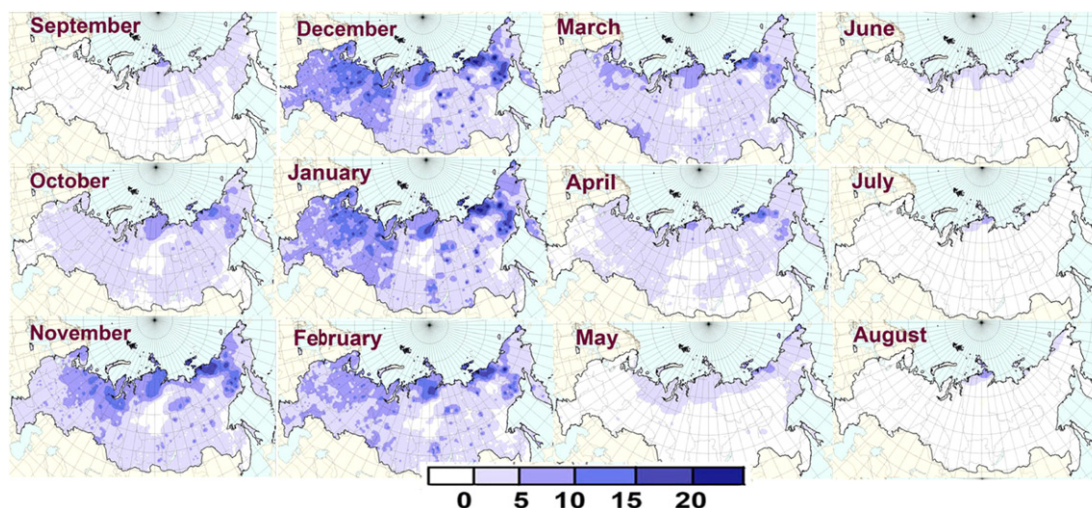 September
December
March
June
October
January
April
July
November
February
May
August
0 5 10 15 20